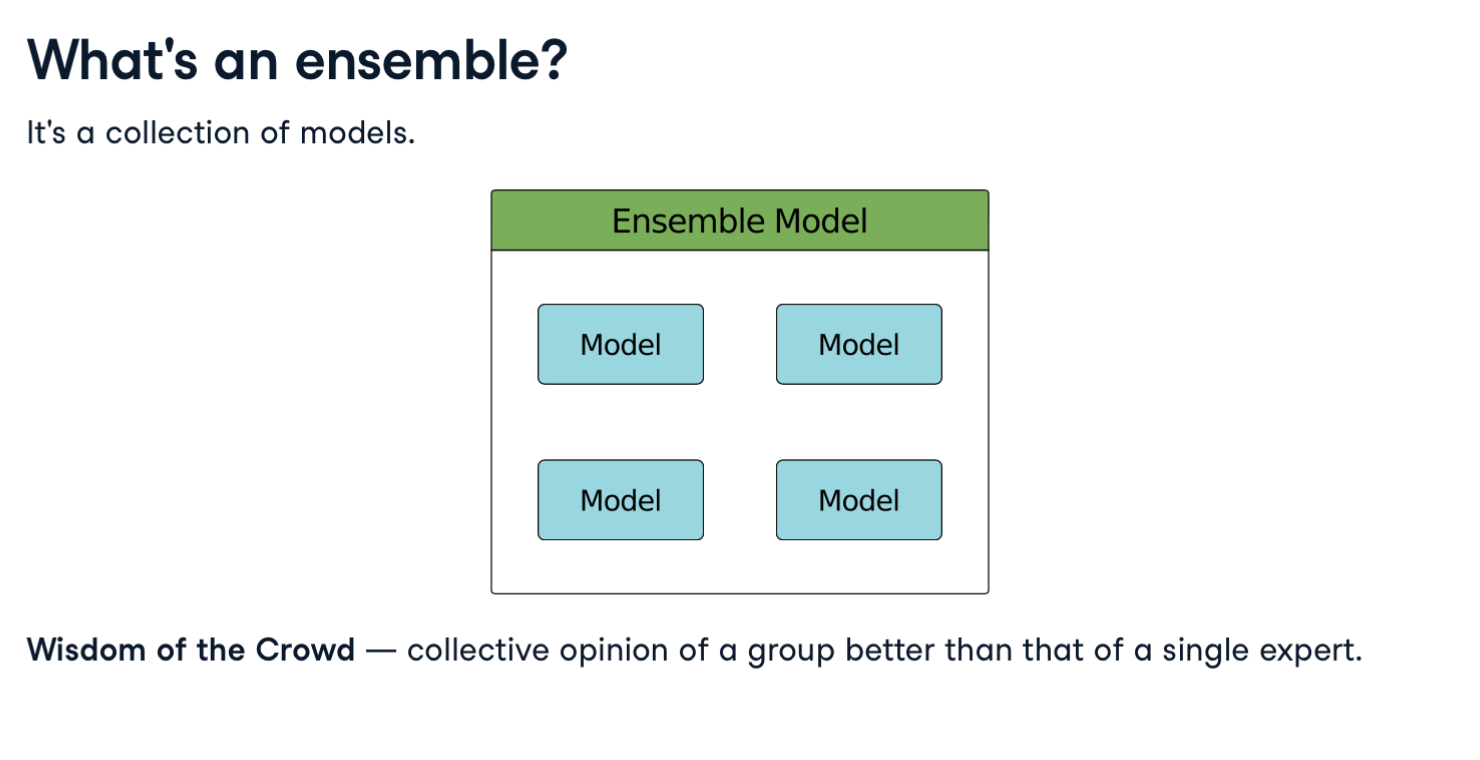 What's an ensemble?
It's a collection of models.
Ensemble Model
Model Model
Model Model
Wisdom of the Crowd — collective opinion of a group better than that of a single expert.